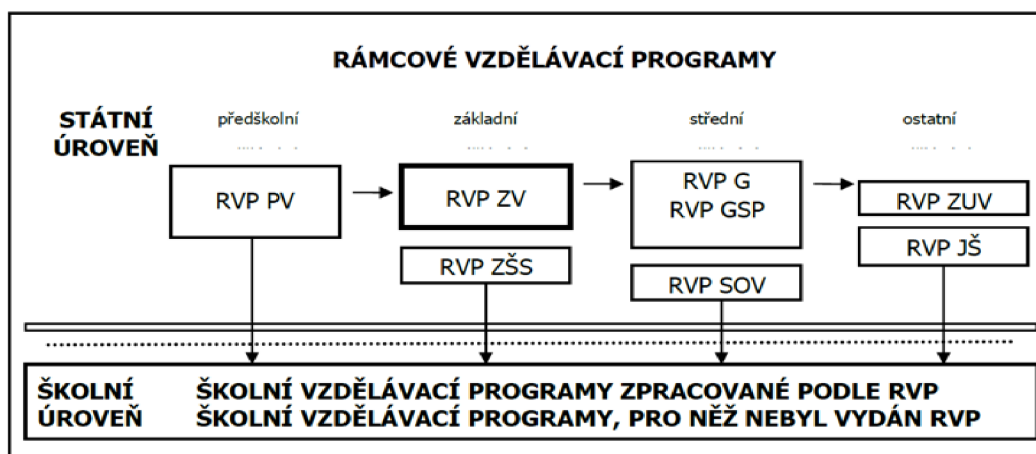 RÁMCOVÉ VZDĚLÁVACÍ PROGRAMY
STÁTNÍ
ÚROVEŇ
předškolní
základní
střední
ostatní
RVP PV
RVP ZV
RVP G
RVP GSP
RVP ZUV
RVP ZŠS
RVP JŠ
RVP SOV
ŠKOLNÍ ŠKOLNÍ VZDĚLÁVACÍ PROGRAMY ZPRACOVANÉ PODLE RVP
ÚROVEŇ ŠKOLNÍ VZDĚLÁVACÍ PROGRAMY, PRO NĚŽ NEBYL VYDÁN RVP